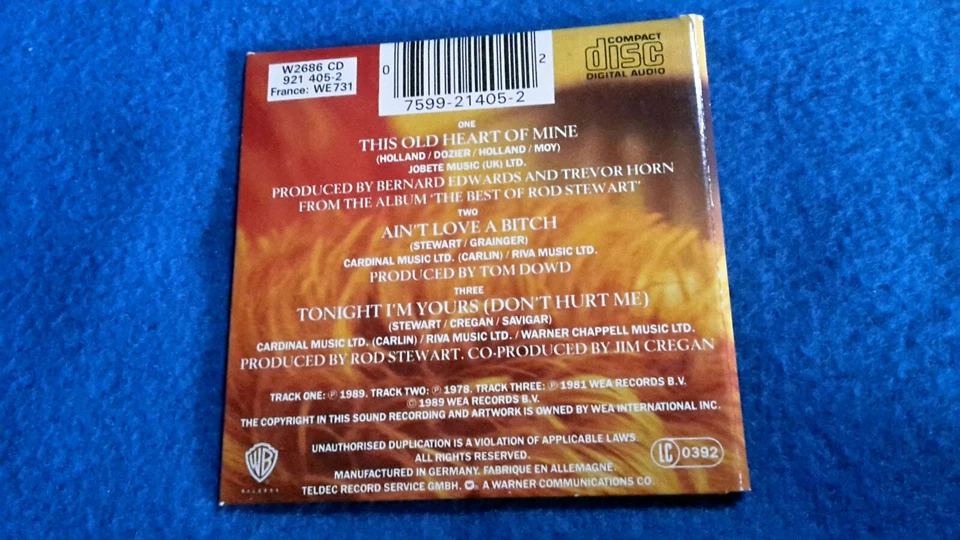 W2686 CD
921 405-2
France: WE 731
0
2
7599-21405-2
COMPACT
disc
DIGITAL AUDIO
ONE
THIS OLD HEART OF MINE
(HOLLAND / DOZIER / HOLLAND / MOY)
JOBETE MUSIC (UK) LTD.
PRODUCED BY BERNARD EDWARDS AND TREVOR HORN
FROM THE ALBUM 'THE BEST OF ROD STEWART'
TWO
AIN'T LOVE A BITCH
(STEWART / GRAINGER)
CARDINAL MUSIC LTD. (CARLIN) / RIVA MUSIC LTD.
PRODUCED BY TOM DOWD
THREE
TONIGHT I'M YOURS (DON'T HURT ME)
(STEWART / CREGAN / SAVIGAR)
CARDINAL MUSIC LTD. (CARLIN) / RIVA MUSIC LTD. / WARNER CHAPPELL MUSIC LTD.
PRODUCED BY ROD STEWART. CO-PRODUCED BY JIM CREGAN
TRACK ONE: ℗ 1989. TRACK TWO: ℗ 1978. TRACK THREE: ℗ 1981 WEA RECORDS B.V.
© 1989 WEA RECORDS B.V.
THE COPYRIGHT IN THIS SOUND RECORDING AND ARTWORK IS OWNED BY WEA INTERNATIONAL INC.
UNAUTHORISED DUPLICATION IS A VIOLATION OF APPLICABLE LAWS.
ALL RIGHTS RESERVED.
MANUFACTURED IN GERMANY. FABRIQUE EN ALLEMAGNE.
TELDEC RECORD SERVICE GMBH. A WARNER COMMUNICATIONS CO.
WB
RECORDS
LC 0392